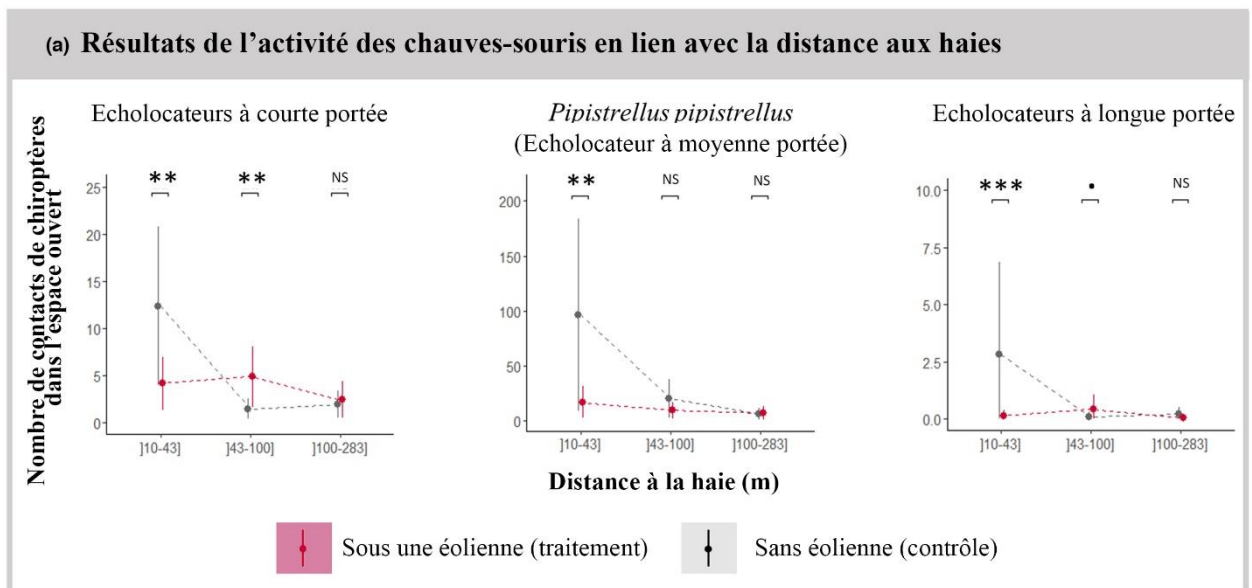 (a) Résultats de l'activité des chauves-souris en lien avec la distance aux haies
Nombre de contacts de chiroptères
dans l'espace ouvert
Echolocateurs à courte portée
** ** NS
25
20
15
10
5
0
]10-43] ]43-100] ]100-283]
Pipistrellus pipistrellus
(Echolocateur à moyenne portée)
** NS NS
200
150
100
50
0
]10-43] ]43-100] ]100-283]
Echolocateurs à longue portée
*** . NS
10.0
7.5
5.0
2.5
0.0
]10-43] ]43-100] ]100-283]
Distance à la haie (m)
Sous une éolienne (traitement) Sans éolienne (contrôle)